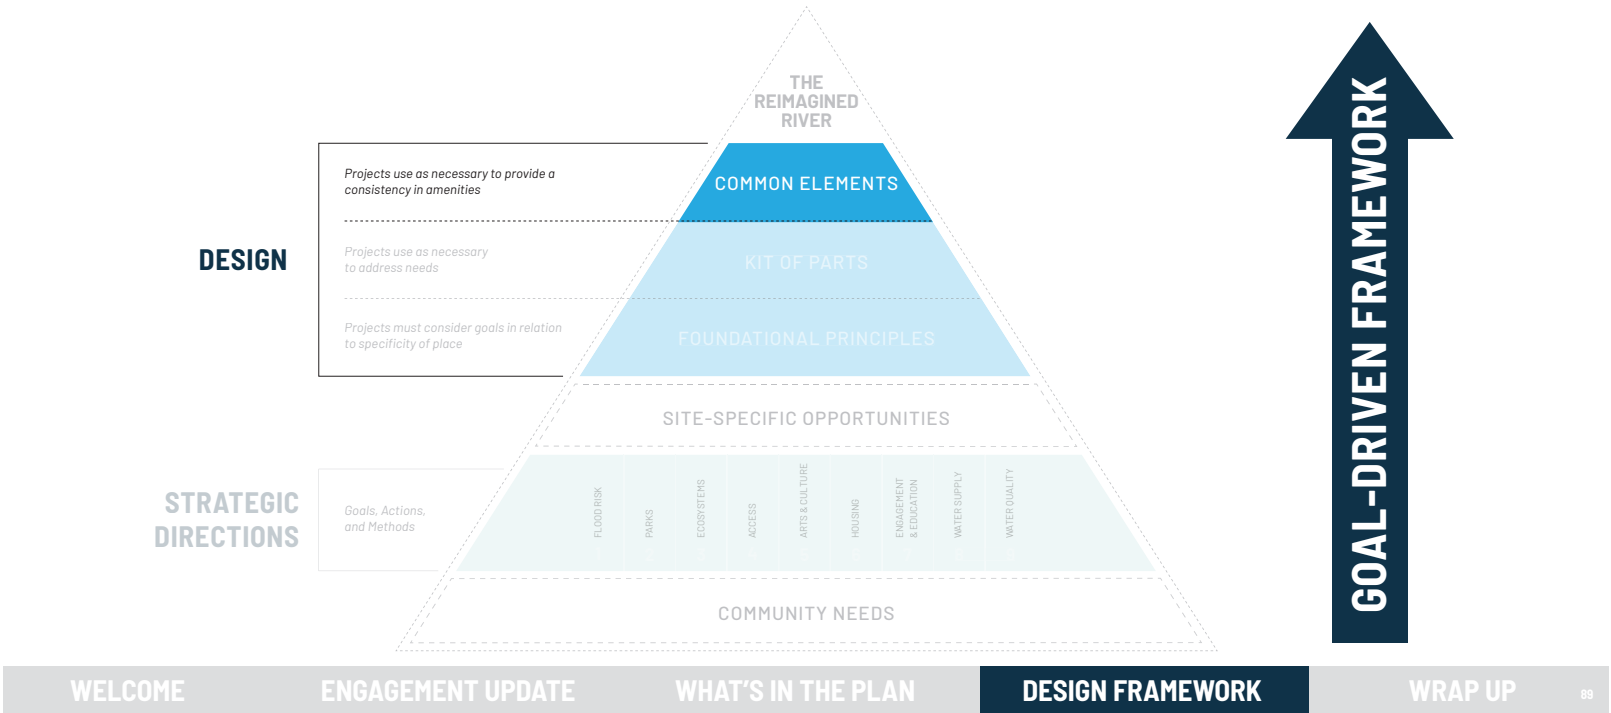 THE
REIMAGINED
RIVER
Projects use as necessary to provide a
consistency in amenities
COMMON ELEMENTS
DESIGN
Projects use as necessary
to address needs
KIT OF PARTS
Projects must consider goals in relation
to specificity of place
FOUNDATIONAL PRINCIPLES
SITE-SPECIFIC OPPORTUNITIES
STRATEGIC
DIRECTIONS
Goals, Actions,
and Methods
FLOOD RISK
PARKS
ECOSYSTEMS
ACCESS
ARTS & CULTURE
HOUSING
ENGAGEMENT
& EDUCATION
WATER SUPPLY
WATER QUALITY
COMMUNITY NEEDS
GOAL-DRIVEN FRAMEWORK
WELCOME
ENGAGEMENT UPDATE
WHAT'S IN THE PLAN
DESIGN FRAMEWORK
WRAP UP
89